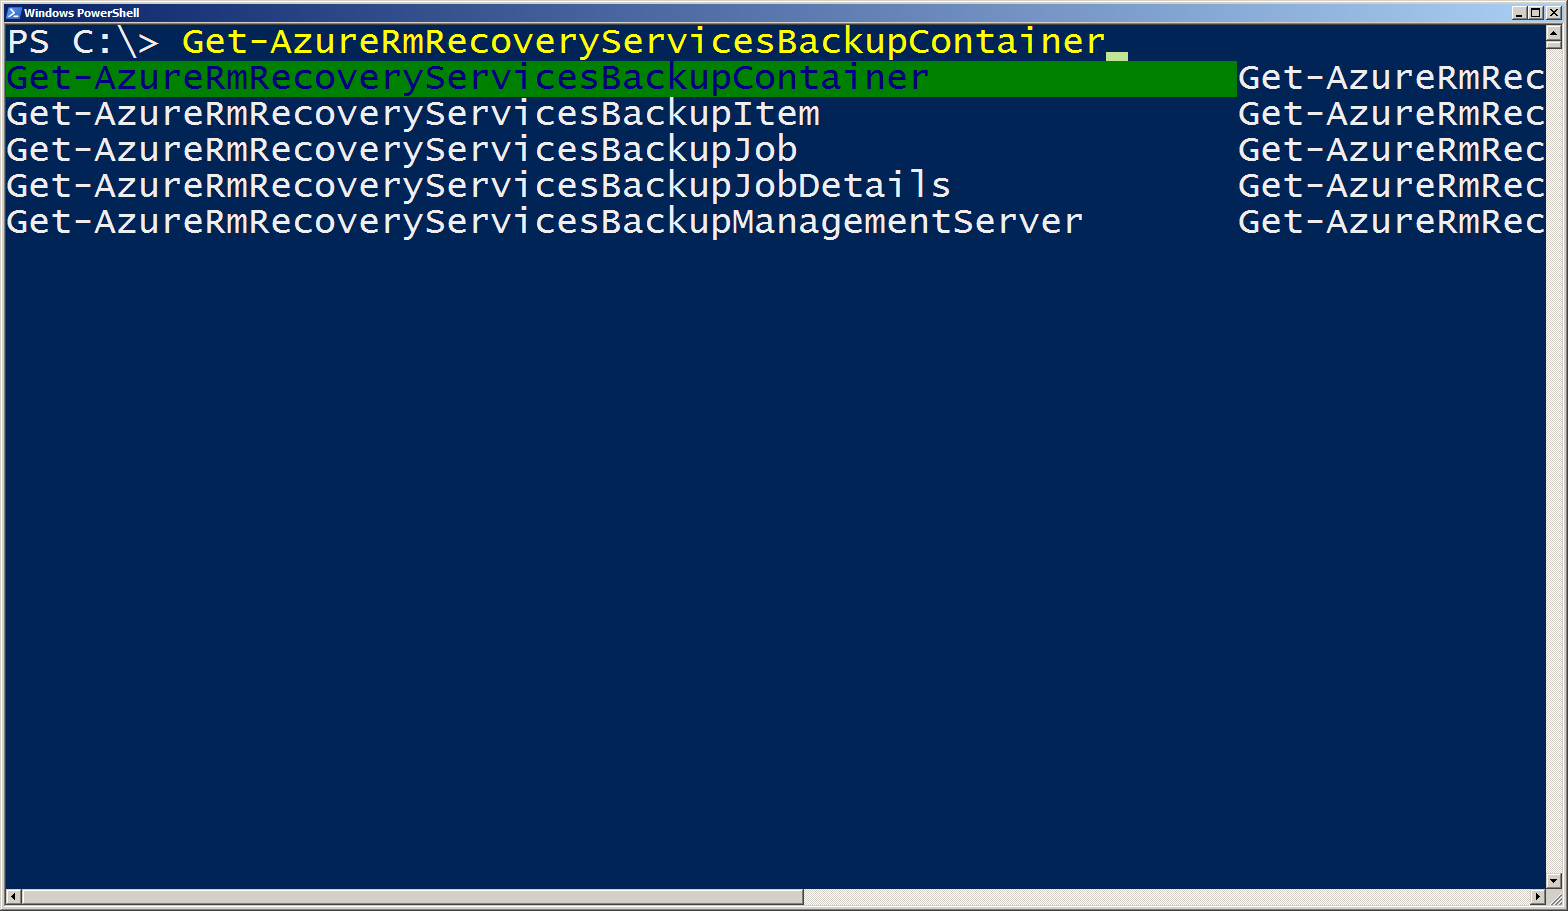 Windows PowerShell
PS C:\> Get-AzureRmRecoveryServicesBackupContainer
Get-AzureRmRecoveryServicesBackupContainer Get-AzureRmRec
Get-AzureRmRecoveryServicesBackupItem Get-AzureRmRec
Get-AzureRmRecoveryServicesBackupJob Get-AzureRmRec
Get-AzureRmRecoveryServicesBackupJobDetails Get-AzureRmRec
Get-AzureRmRecoveryServicesBackupManagementServer Get-AzureRmRec